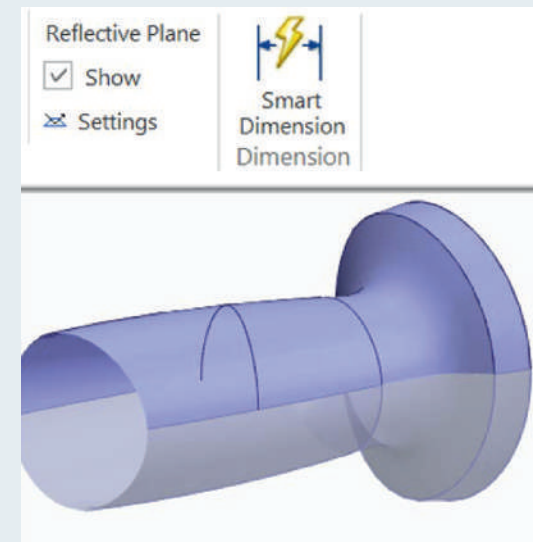 Reflective Plane
Show
Settings
Smart
Dimension
Dimension